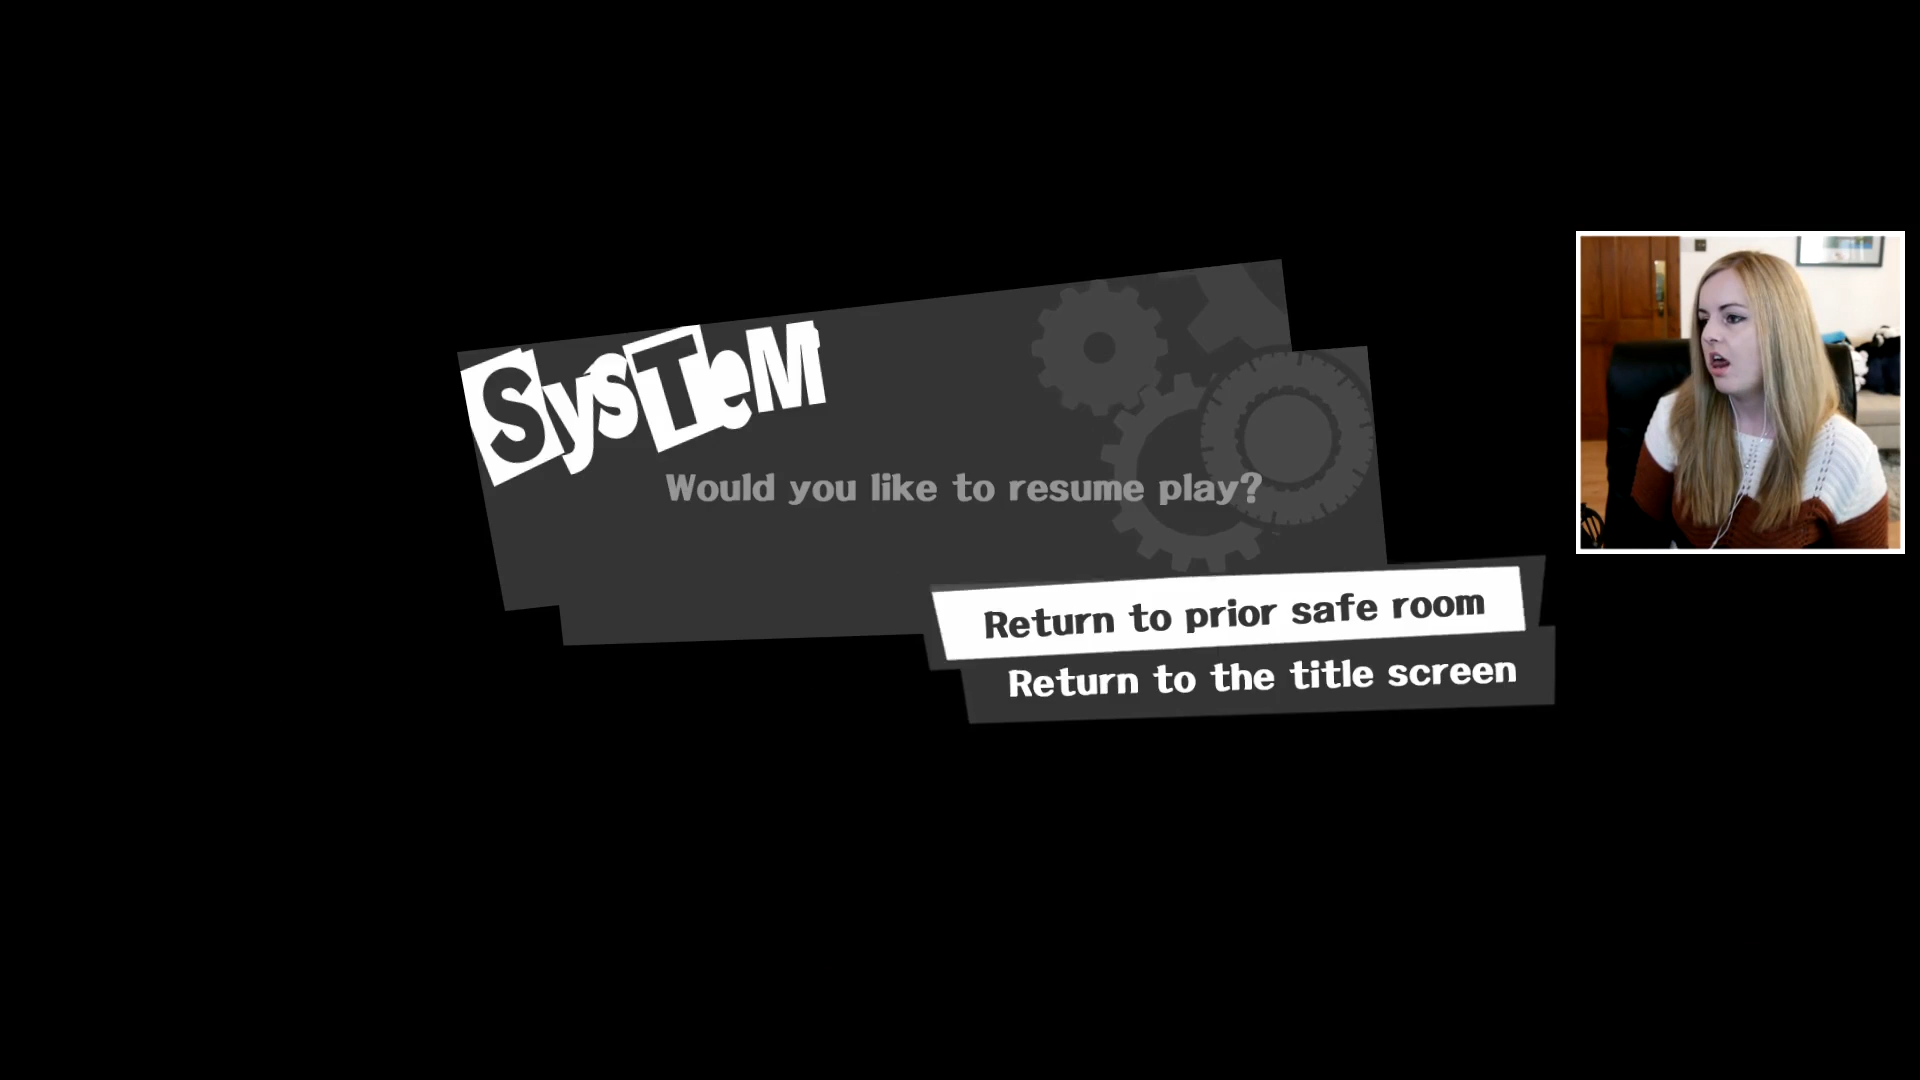 SysTeM
Would you like to resume play?
Return to prior safe room
Return to the title screen